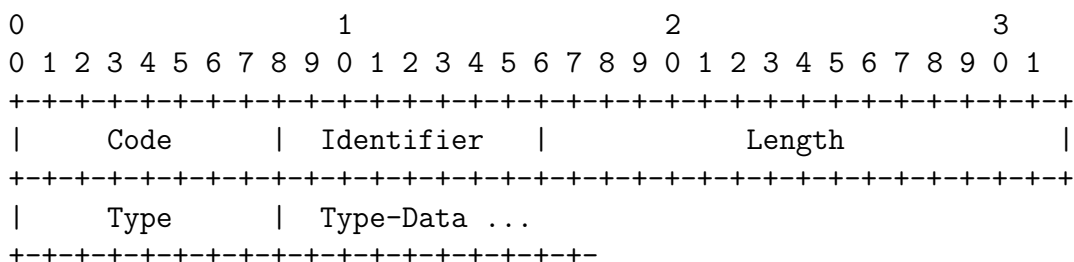 0                   1                   2                   3
0 1 2 3 4 5 6 7 8 9 0 1 2 3 4 5 6 7 8 9 0 1 2 3 4 5 6 7 8 9 0 1
+-+-+-+-+-+-+-+-+-+-+-+-+-+-+-+-+-+-+-+-+-+-+-+-+-+-+-+-+-+-+-+-+
|     Code      |  Identifier   |            Length             |
+-+-+-+-+-+-+-+-+-+-+-+-+-+-+-+-+-+-+-+-+-+-+-+-+-+-+-+-+-+-+-+-+
|     Type      |  Type-Data ...
+-+-+-+-+-+-+-+-+-+-+-+-+-+-+-+-+-+-